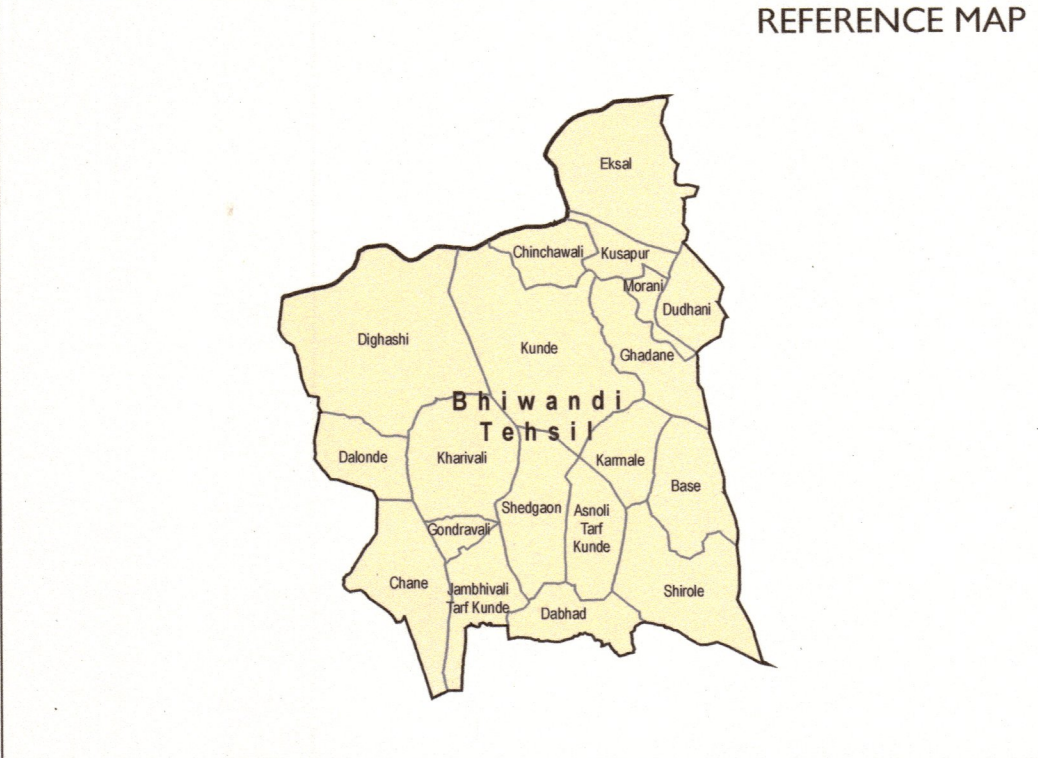 REFERENCE MAP
Eksal
Chinchawali
Kusapur
Morani
Dudhani
Dighashi
Kunde
Ghadane
Bhiwandi
Tehsil
Dalonde
Kharivali
Karmale
Base
Shedgaon
Asnoli
Tarf
Kunde
Gondravali
Chane
Jambhivali
Tarf Kunde
Dabhad
Shirole